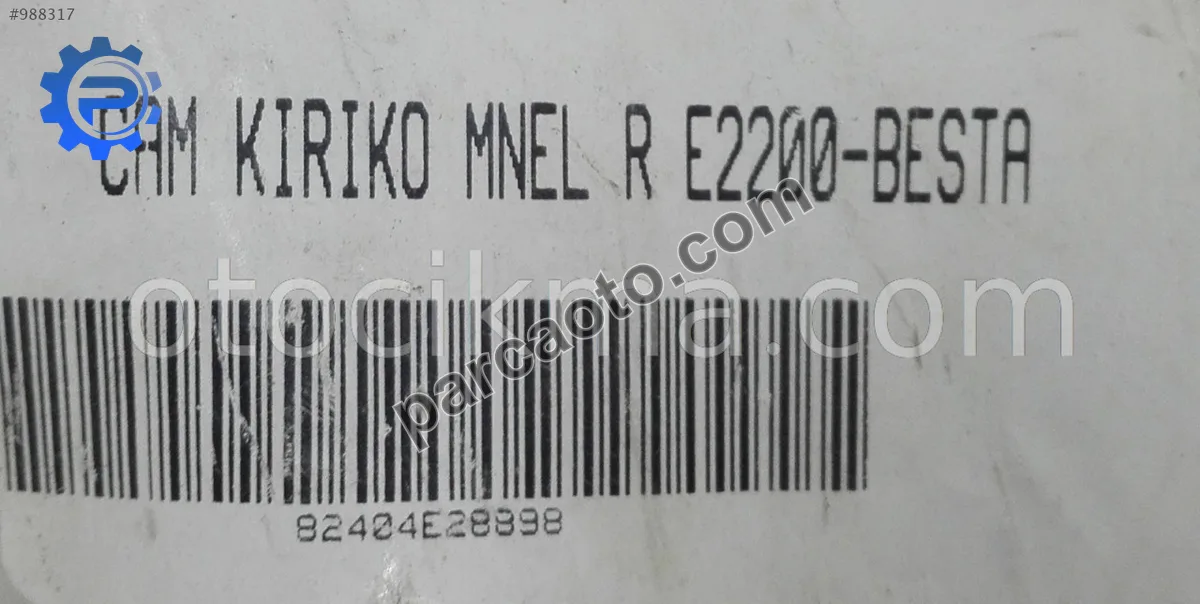 #988317
CAM KIRIKO MNEL R E2200-BESTA
parcaoto.com
otocikma.com
82404E28898